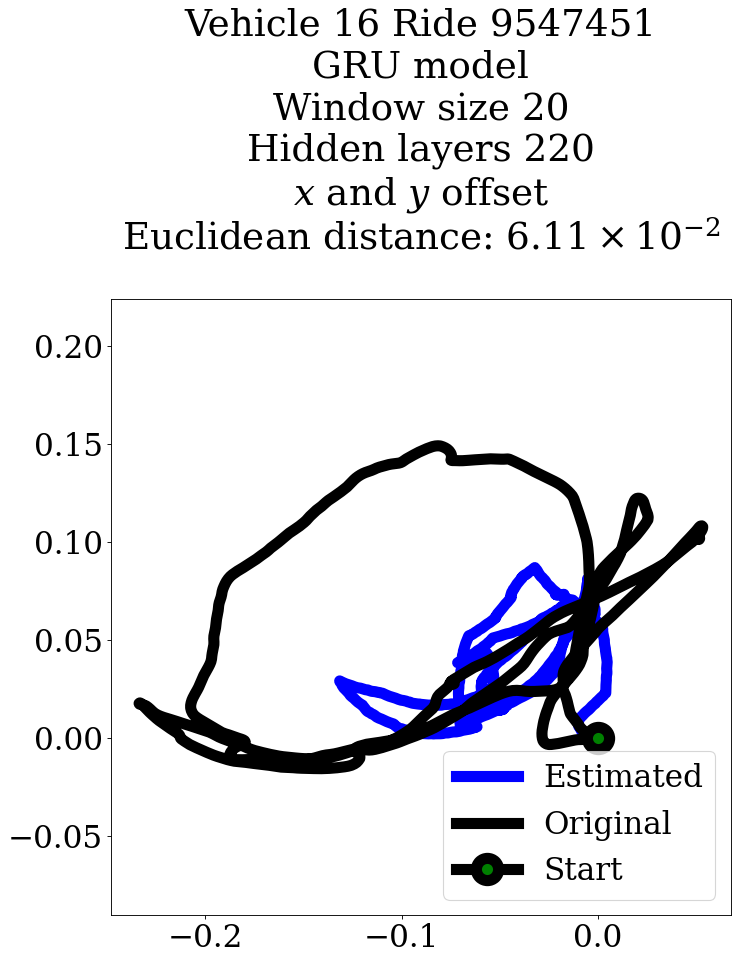 Vehicle 16 Ride 9547451
GRU model
Window size 20
Hidden layers 220
x and y offset
Euclidean distance: 6.11 × 10⁻²
0.20
0.15
0.10
0.05
0.00
−0.05
Estimated
Original
Start
−0.2
−0.1
0.0